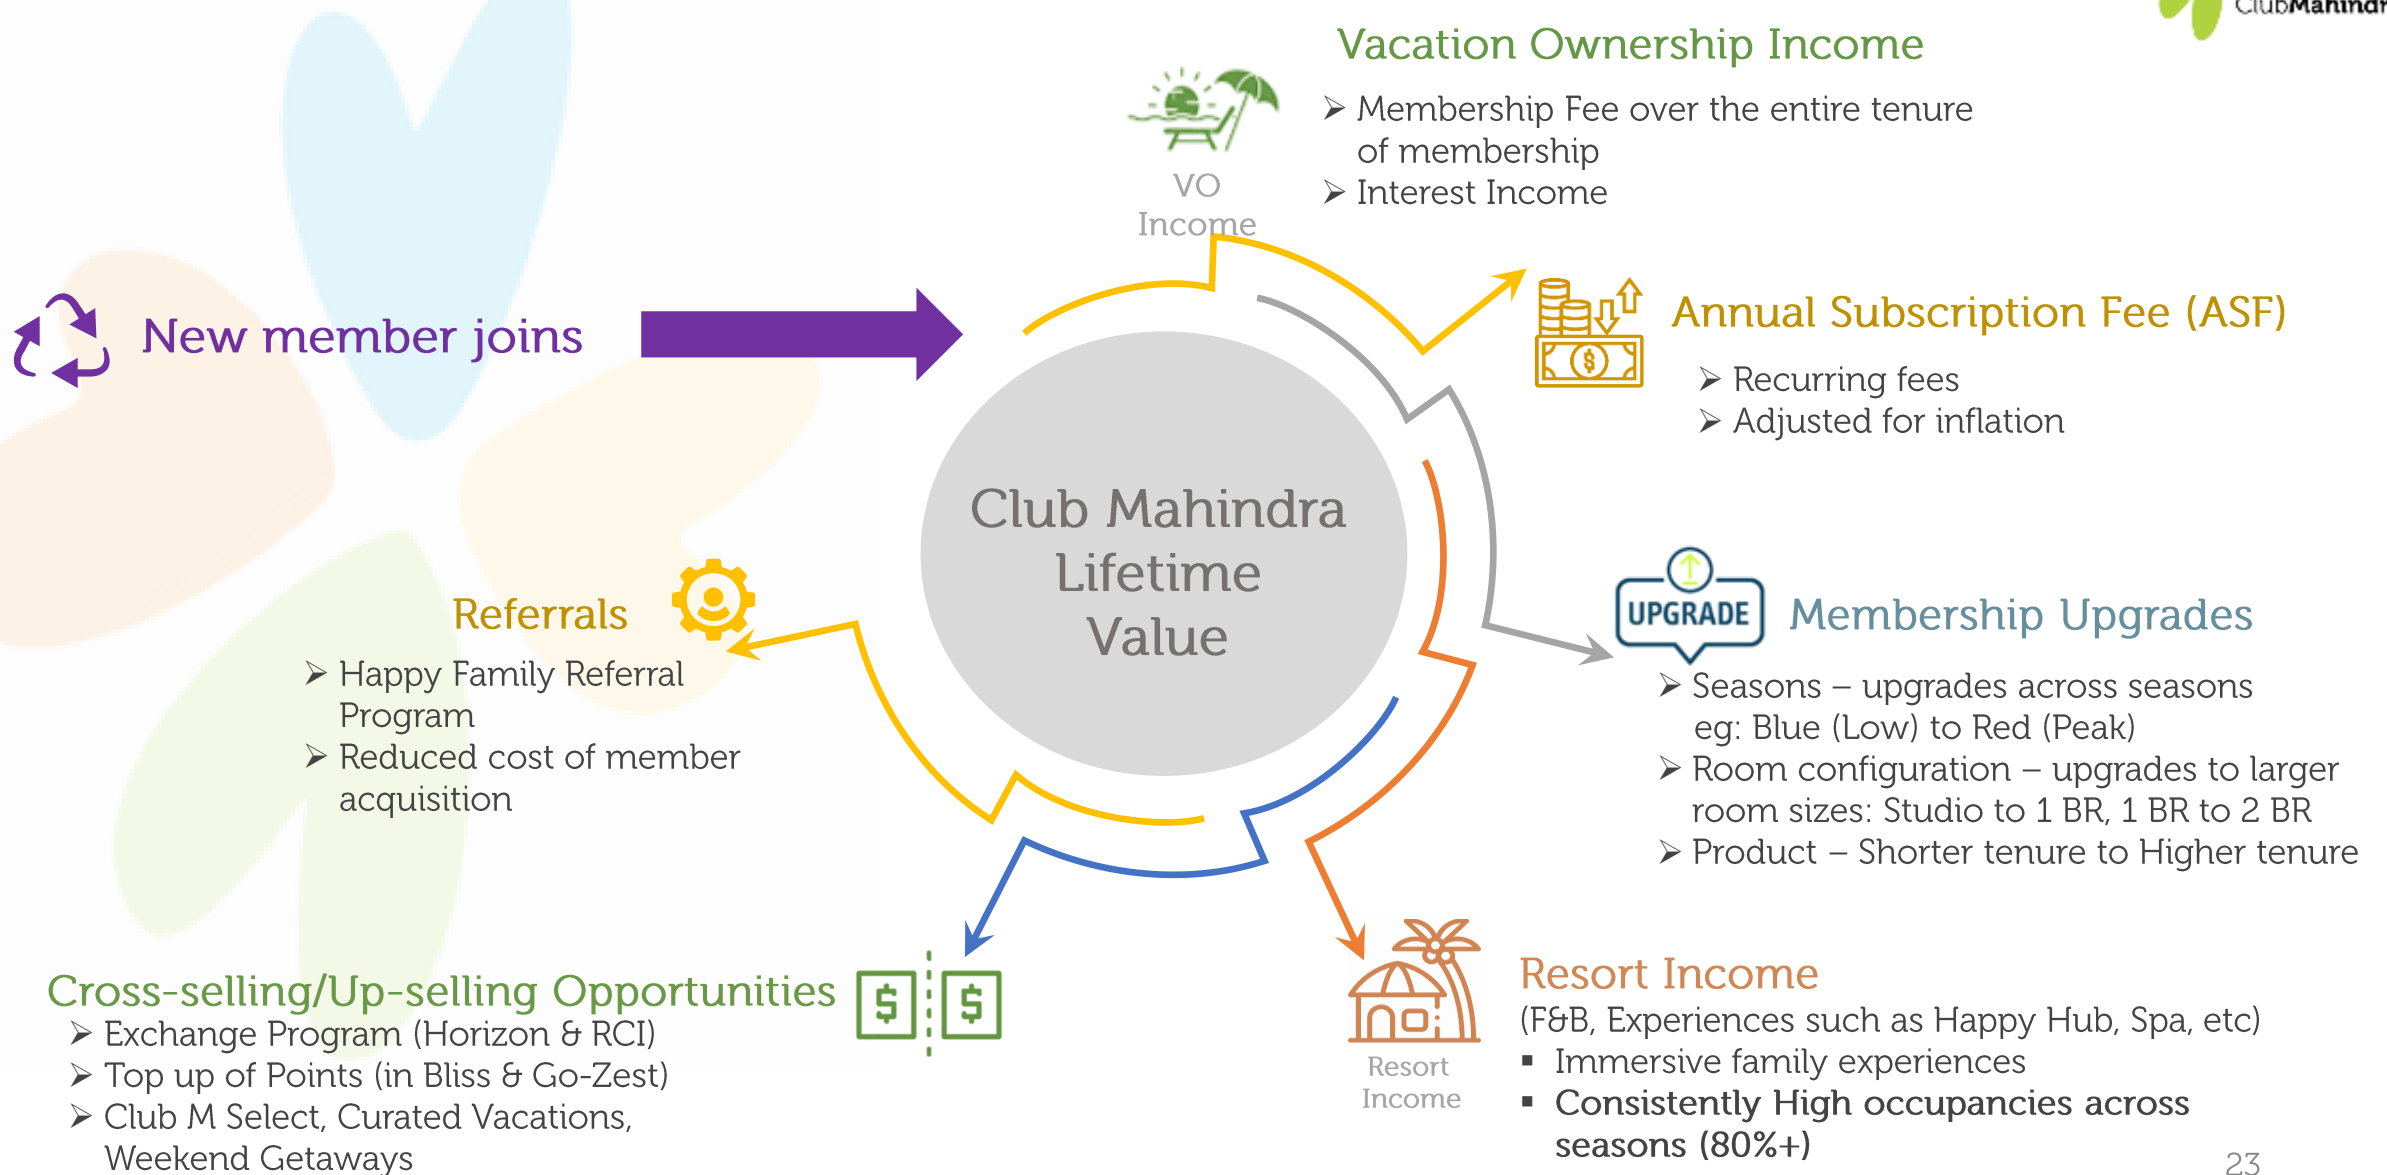 ClubMahindr
Vacation Ownership Income
➢ Membership Fee over the entire tenure
of membership
➢ Interest Income
VO
Income
New member joins
Annual Subscription Fee (ASF)
➢ Recurring fees
➢ Adjusted for inflation
Club Mahindra
Lifetime
Value
Referrals
➢ Happy Family Referral
Program
➢ Reduced cost of member
acquisition
UPGRADE
Membership Upgrades
➢ Seasons – upgrades across seasons
eg: Blue (Low) to Red (Peak)
➢ Room configuration – upgrades to larger
room sizes: Studio to 1 BR, 1 BR to 2 BR
➢ Product – Shorter tenure to Higher tenure
Cross-selling/Up-selling Opportunities
➢ Exchange Program (Horizon & RCI)
➢ Top up of Points (in Bliss & Go-Zest)
➢ Club M Select, Curated Vacations,
Weekend Getaways
$ $
$
Resort
Income
Resort Income
(F&B, Experiences such as Happy Hub, Spa, etc)
▪ Immersive family experiences
▪ Consistently High occupancies across
seasons (80%+)
23